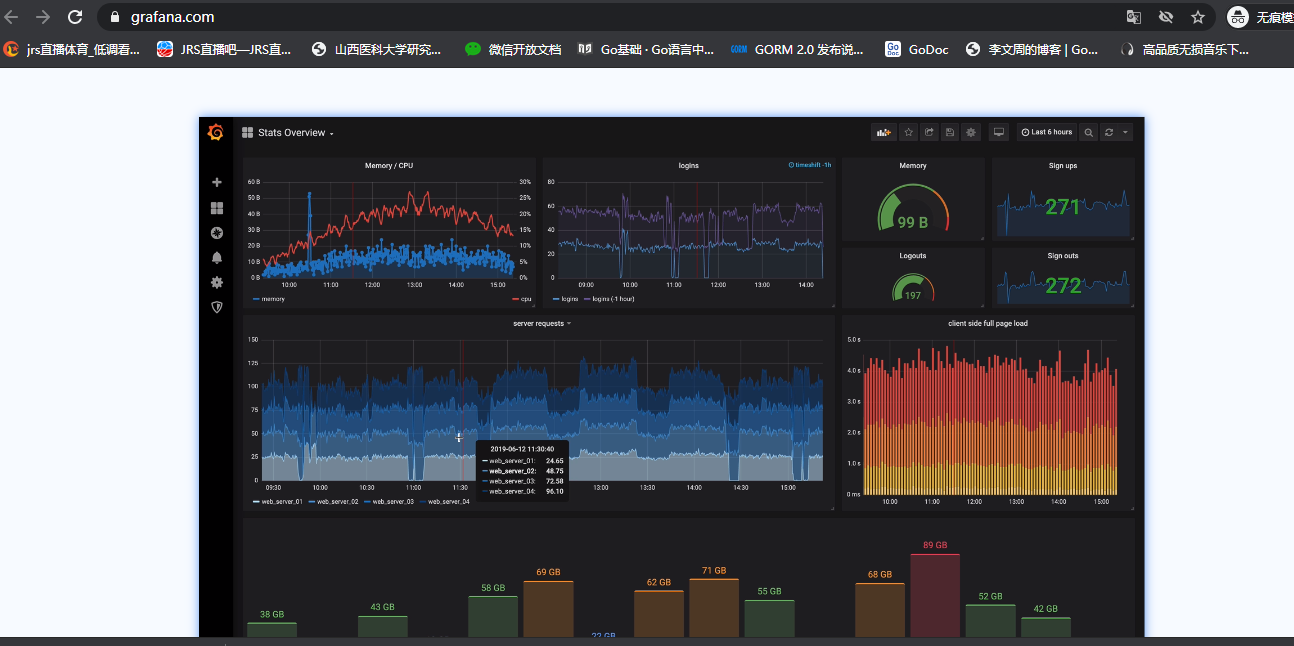 grafana.com
无痕模
jrs直播体育_低调看...
JRS直播吧—JRS直...
山西医科大学研究...
微信开放文档
Go基础 · Go语言中...
GORM 2.0 发布说...
GoDoc
李文周的博客 | Go...
高品质无损音乐下...
Stats Overview
Last 6 hours
Memory / CPU
60 B
50 B
40 B
30 B
20 B
10 B
0 B
30%
25%
20%
15%
10%
5%
0%
10:00 11:00 12:00 13:00 14:00 15:00
memory cpu
logins
timeshift -1h
80
60
40
20
0
09:00 10:00 11:00 12:00 13:00 14:00
logins logins (-1 hour)
Memory
99 B
Sign ups
271
Logouts
197
Sign outs
272
server requests
150
125
100
75
50
25
0
09:30 10:00 10:30 11:00 11:30 13:00 13:30 14:00 14:30 15:00
2019-06-12 11:30:40
web_server_01: 24.65
web_server_02: 48.75
web_server_03: 72.58
web_server_04: 96.10
web_server_01 web_server_02 web_server_03 web_server_04
client side full page load
5.0 s
4.0 s
3.0 s
2.0 s
1.0 s
0 ms
10:00 11:00 12:00 13:00 14:00 15:00
38 GB
43 GB
58 GB
69 GB
22 GB
62 GB
71 GB
55 GB
68 GB
89 GB
52 GB
42 GB